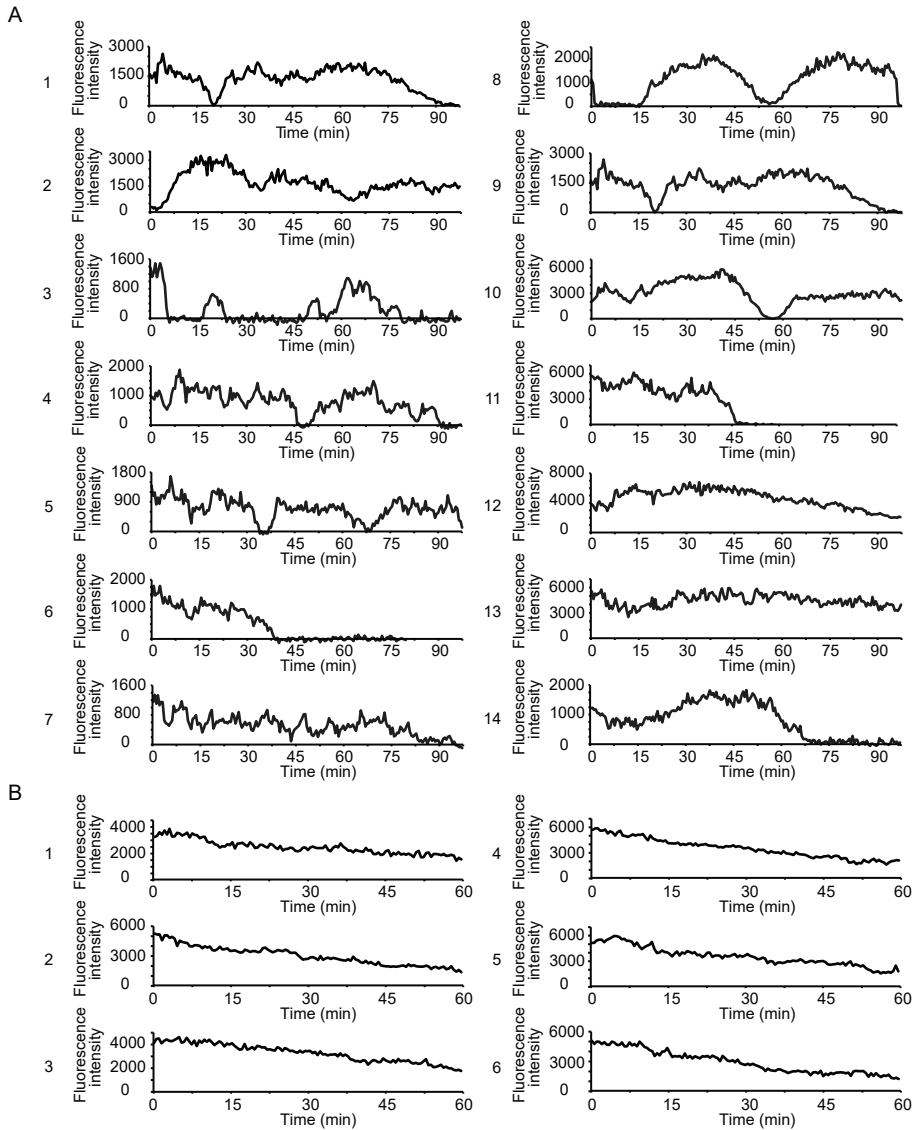 A
1
Fluorescence
intensity
3000
1500
0
0 15 30 45 60 75 90
Time (min)
2
Fluorescence
intensity
3000
1500
0
0 15 30 45 60 75 90
Time (min)
3
Fluorescence
intensity
1600
800
0
0 15 30 45 60 75 90
Time (min)
4
Fluorescence
intensity
2000
1000
0
0 15 30 45 60 75 90
Time (min)
5
Fluorescence
intensity
1800
900
0
0 15 30 45 60 75 90
Time (min)
6
Fluorescence
intensity
2000
1000
0
0 15 30 45 60 75 90
Time (min)
7
Fluorescence
intensity
1600
800
0
0 15 30 45 60 75 90
Time (min)
8
Fluorescence
intensity
2000
1000
0
0 15 30 45 60 75 90
Time (min)
9
Fluorescence
intensity
3000
1500
0
0 15 30 45 60 75 90
Time (min)
10
Fluorescence
intensity
6000
3000
0
0 15 30 45 60 75 90
Time (min)
11
Fluorescence
intensity
6000
3000
0
0 15 30 45 60 75 90
Time (min)
12
Fluorescence
intensity
8000
4000
0
0 15 30 45 60 75 90
Time (min)
13
Fluorescence
intensity
6000
3000
0
0 15 30 45 60 75 90
Time (min)
14
Fluorescence
intensity
2000
1000
0
0 15 30 45 60 75 90
Time (min)
B
1
Fluorescence
intensity
4000
2000
0
0 15 30 45 60
Time (min)
2
Fluorescence
intensity
6000
3000
0
0 15 30 45 60
Time (min)
3
Fluorescence
intensity
4000
2000
0
0 15 30 45 60
Time (min)
4
Fluorescence
intensity
6000
3000
0
0 15 30 45 60
Time (min)
5
Fluorescence
intensity
6000
3000
0
0 15 30 45 60
Time (min)
6
Fluorescence
intensity
6000
3000
0
0 15 30 45 60
Time (min)